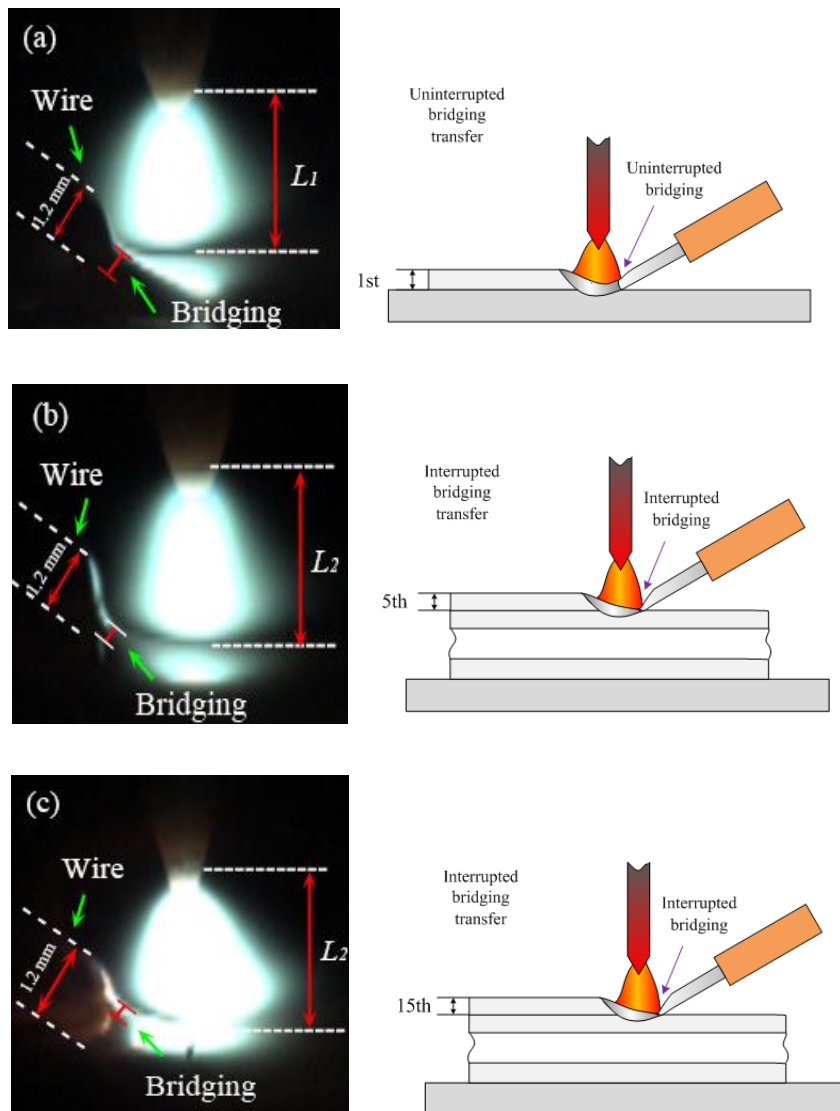 (a)
Wire
1.2 mm
L1
Bridging
Uninterrupted
bridging
transfer
Uninterrupted
bridging
1st
(b)
Wire
1.2 mm
L2
Bridging
Interrupted
bridging
transfer
Interrupted
bridging
5th
(c)
Wire
1.2 mm
L2
Bridging
Interrupted
bridging
transfer
Interrupted
bridging
15th